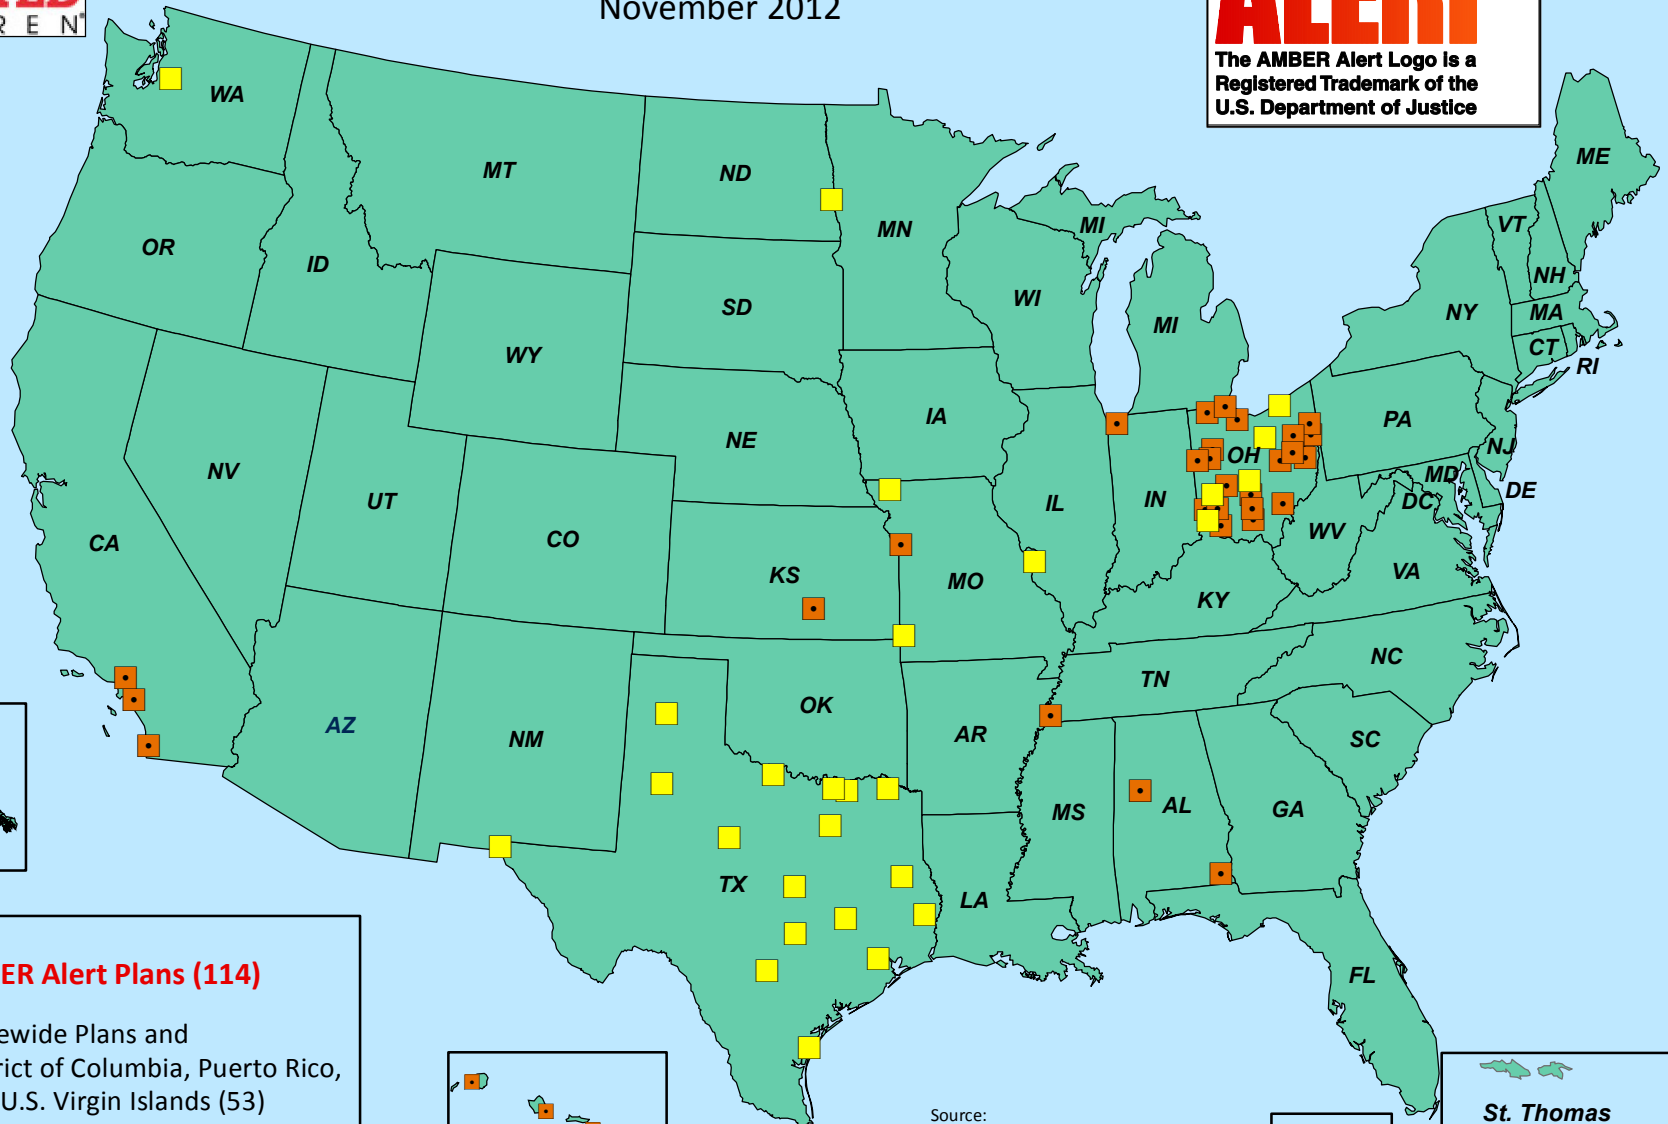 R E N
November 2012
ALERT
The AMBER Alert Logo is a
Registered Trademark of the
U.S. Department of Justice
WA
MT
ND
MN
ME
OR
ID
SD
WI
MI
MI
VT
NH
NY
MA
CT
RI
WY
IA
NE
PA
NJ
NV
UT
CO
IL
IN
OH
MD
DE
DC
WV
CA
KS
MO
VA
KY
NC
TN
AZ
NM
OK
AR
SC
MS
AL
GA
TX
LA
FL
ER Alert Plans (114)
ewide Plans and
rict of Columbia, Puerto Rico,
U.S. Virgin Islands (53)
Source:
St. Thomas